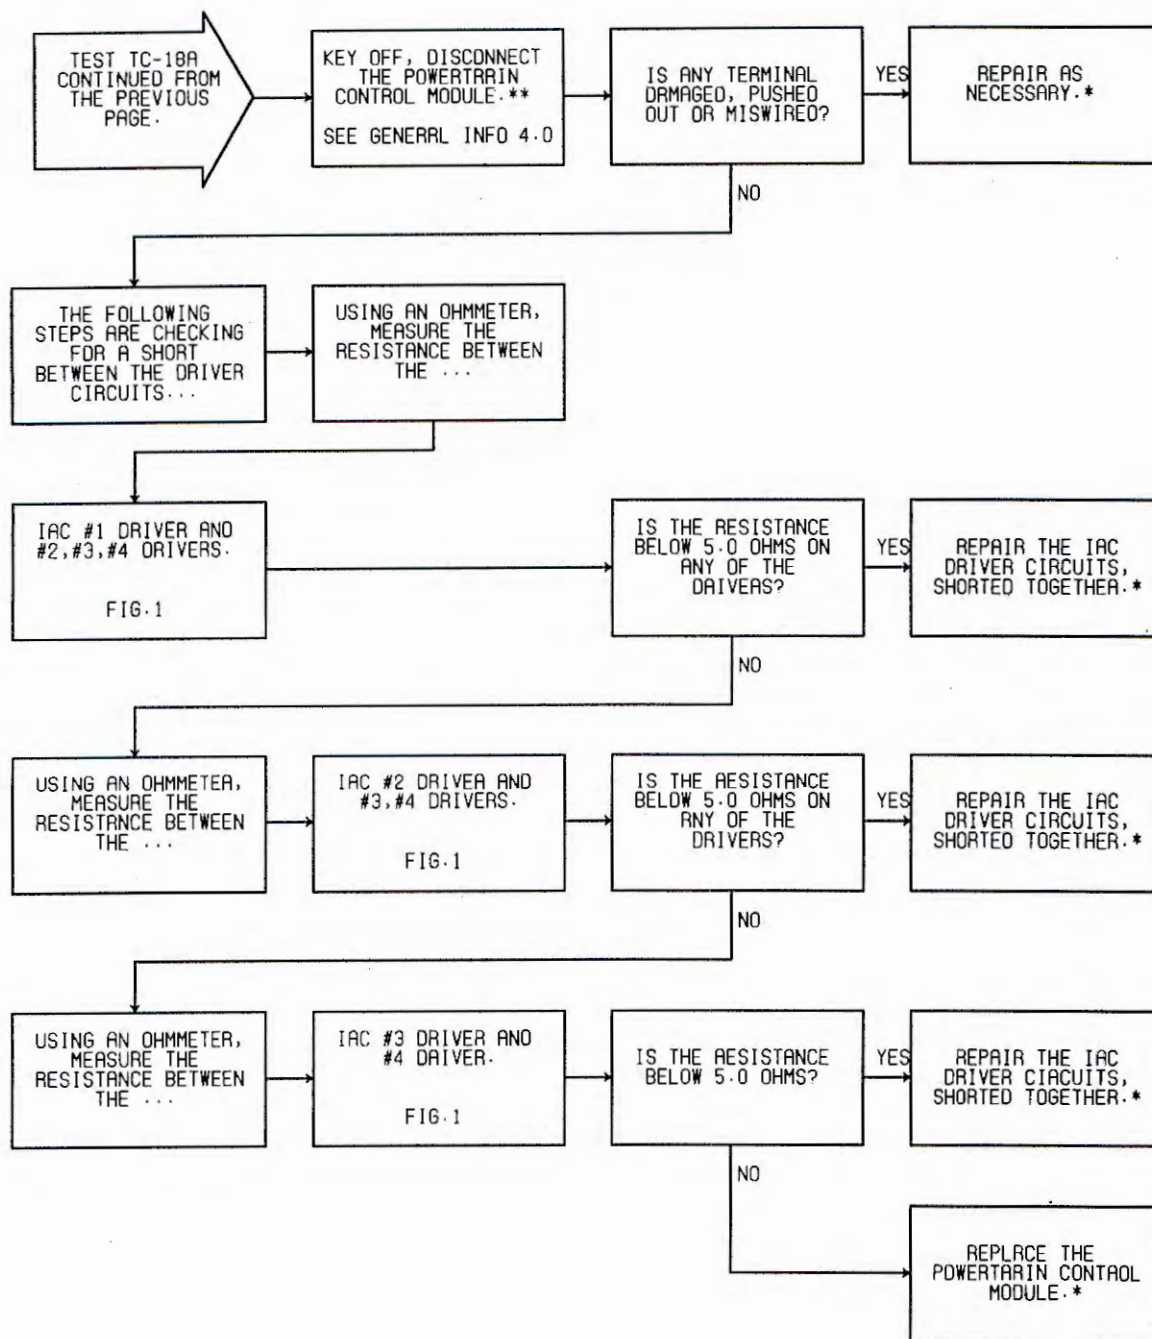 TEST TC-18A
CONTINUED FROM
THE PREVIOUS
PAGE.
KEY OFF, DISCONNECT
THE POWERTRAIN
CONTROL MODULE.**
SEE GENERAL INFO 4.0
IS ANY TERMINAL
DAMAGED, PUSHED
OUT OR MISWIRED?
YES
REPAIR AS
NECESSARY.*
NO
THE FOLLOWING
STEPS ARE CHECKING
FOR A SHORT
BETWEEN THE DRIVER
CIRCUITS...
USING AN OHMMETER,
MEASURE THE
RESISTANCE BETWEEN
THE ...
IAC #1 DRIVER AND
#2,#3,#4 DRIVERS.
FIG.1
IS THE RESISTANCE
BELOW 5.0 OHMS ON
ANY OF THE
DRIVERS?
YES
REPAIR THE IAC
DRIVER CIRCUITS,
SHORTED TOGETHER.*
NO
USING AN OHMMETER,
MEASURE THE
RESISTANCE BETWEEN
THE ...
IAC #2 DRIVER AND
#3,#4 DRIVERS.
FIG.1
IS THE RESISTANCE
BELOW 5.0 OHMS ON
ANY OF THE
DRIVERS?
YES
REPAIR THE IAC
DRIVER CIRCUITS,
SHORTED TOGETHER.*
NO
USING AN OHMMETER,
MEASURE THE
RESISTANCE BETWEEN
THE ...
IAC #3 DRIVER AND
#4 DRIVER.
FIG.1
IS THE RESISTANCE
BELOW 5.0 OHMS?
YES
REPAIR THE IAC
DRIVER CIRCUITS,
SHORTED TOGETHER.*
NO
REPLACE THE
POWERTARIN CONTROL
MODULE.*